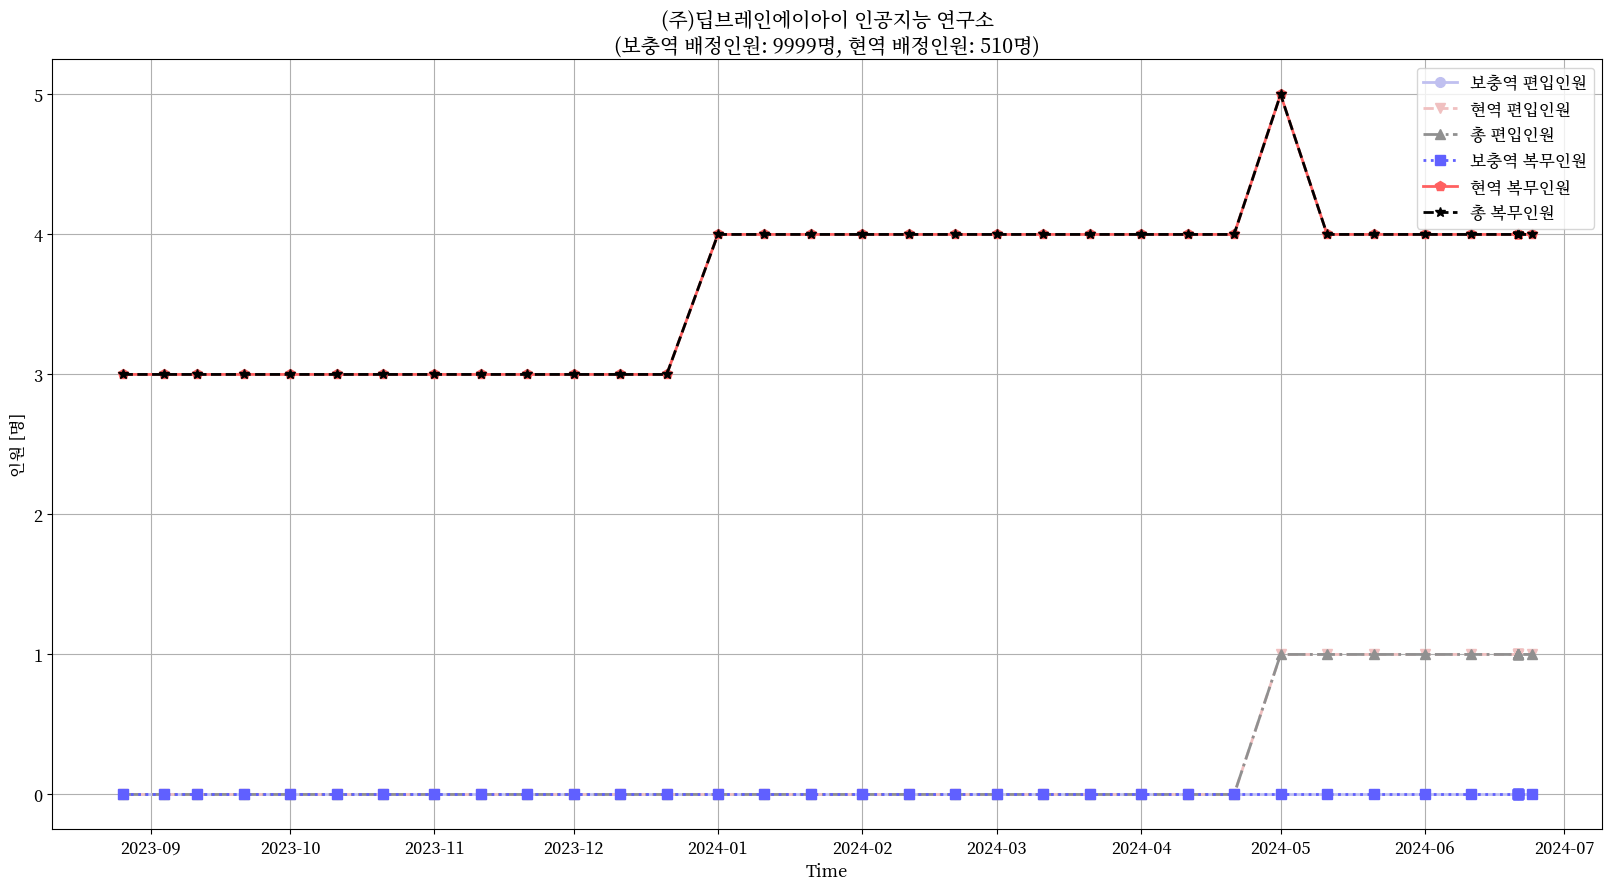 (주)딥브레인에이아이 인공지능 연구소
(보충역 배정인원: 9999명, 현역 배정인원: 510명)
보충역 편입인원
현역 편입인원
총 편입인원
보충역 복무인원
현역 복무인원
총 복무인원
인원 [명]
5
4
3
2
1
0
2023-09 2023-10 2023-11 2023-12 2024-01 2024-02 2024-03 2024-04 2024-05 2024-06 2024-07
Time